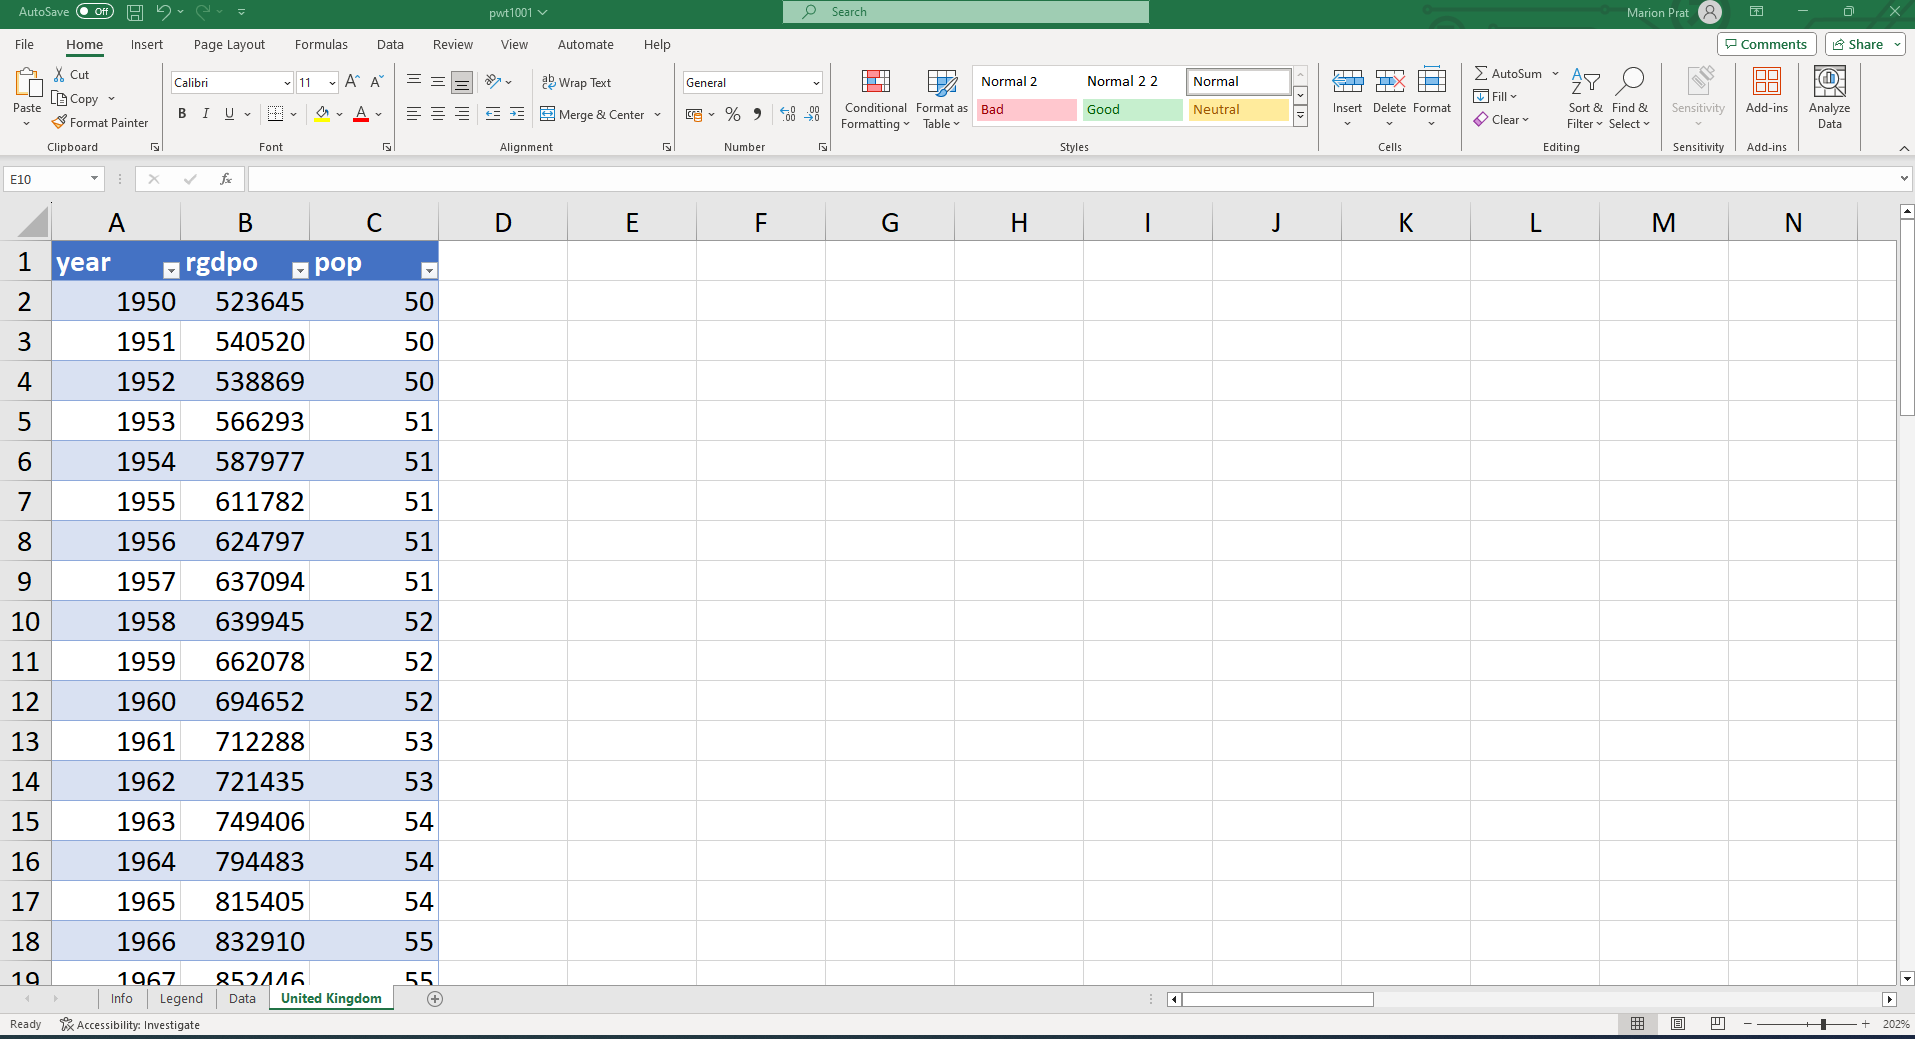 AutoSave Off pwt1001 Search Marion Prat
File Home Insert Page Layout Formulas Data Review View Automate Help Comments Share
Paste Cut Copy Format Painter Clipboard
Calibri 11 B I U Font
Wrap Text Merge & Center Alignment
General % Number
Conditional Formatting Format as Table Normal 2 Normal 2 2 Normal Bad Good Neutral Styles
Insert Delete Format Cells
AutoSum Fill Clear Sort & Filter Find & Select Editing
Sensitivity Sensitivity
Add-ins Add-ins
Analyze Data
E10 fx
A B C D E F G H I J K L M N
1 year rgdpo pop
2 1950 523645 50
3 1951 540520 50
4 1952 538869 50
5 1953 566293 51
6 1954 587977 51
7 1955 611782 51
8 1956 624797 51
9 1957 637094 51
10 1958 639945 52
11 1959 662078 52
12 1960 694652 52
13 1961 712288 53
14 1962 721435 53
15 1963 749406 54
16 1964 794483 54
17 1965 815405 54
18 1966 832910 55
19 1967 852446 55
Info Legend Data United Kingdom
Ready Accessibility: Investigate 202%